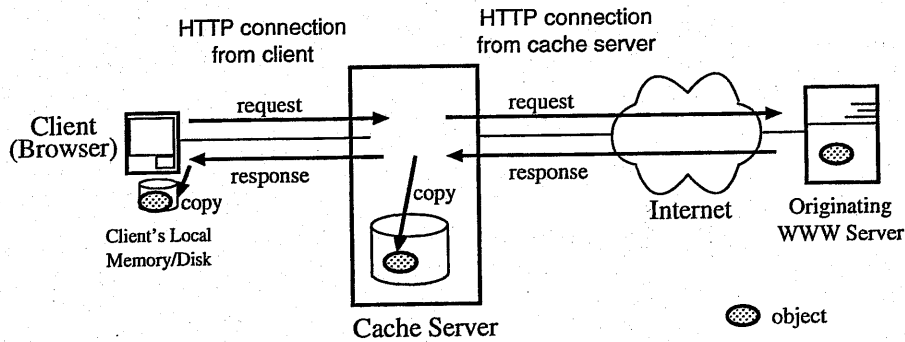 HTTP connection
from client
HTTP connection
from cache server
Client
(Browser)
request
request
response
response
copy
copy
Client's Local
Memory/Disk
Internet
Originating
WWW Server
Cache Server
object